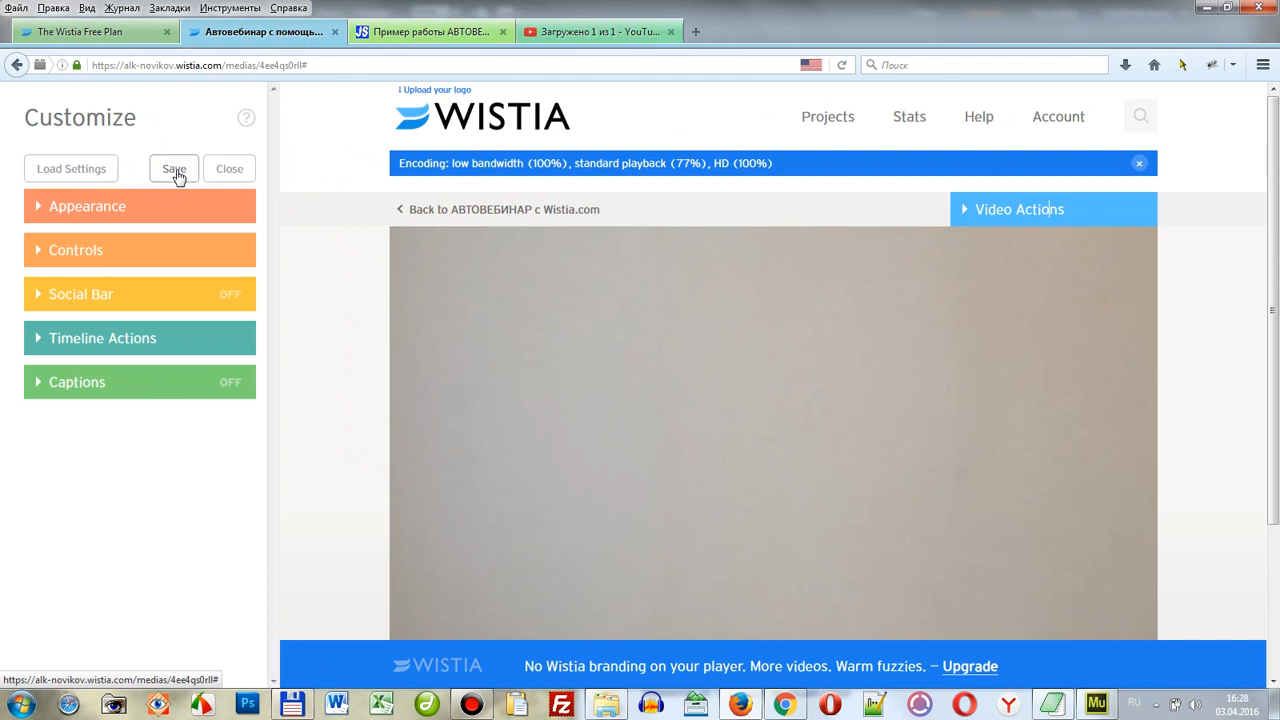 Файл Правка Вид Журнал Закладки Инструменты Справка
The Wistia Free Plan
Автовебинар с помощь...
Пример работы АВТОВЕ...
Загружено 1 из 1 - YouTu...
https://alk-novikov.wistia.com/medias/4ee4qs0rll#
Поиск
Customize
?
Load Settings
Save
Close
Appearance
Controls
Social Bar OFF
Timeline Actions
Captions OFF
↓Upload your logo
WISTIA
Projects Stats Help Account
Encoding: low bandwidth (100%), standard playback (77%), HD (100%)
Back to АВТОВЕБИНАР с Wistia.com
Video Actions
WISTIA
No Wistia branding on your player. More videos. Warm fuzzies. – Upgrade
https://alk-novikov.wistia.com/medias/4ee4qs0rll#
Ps
Mu
RU
16:28
03.04.2016